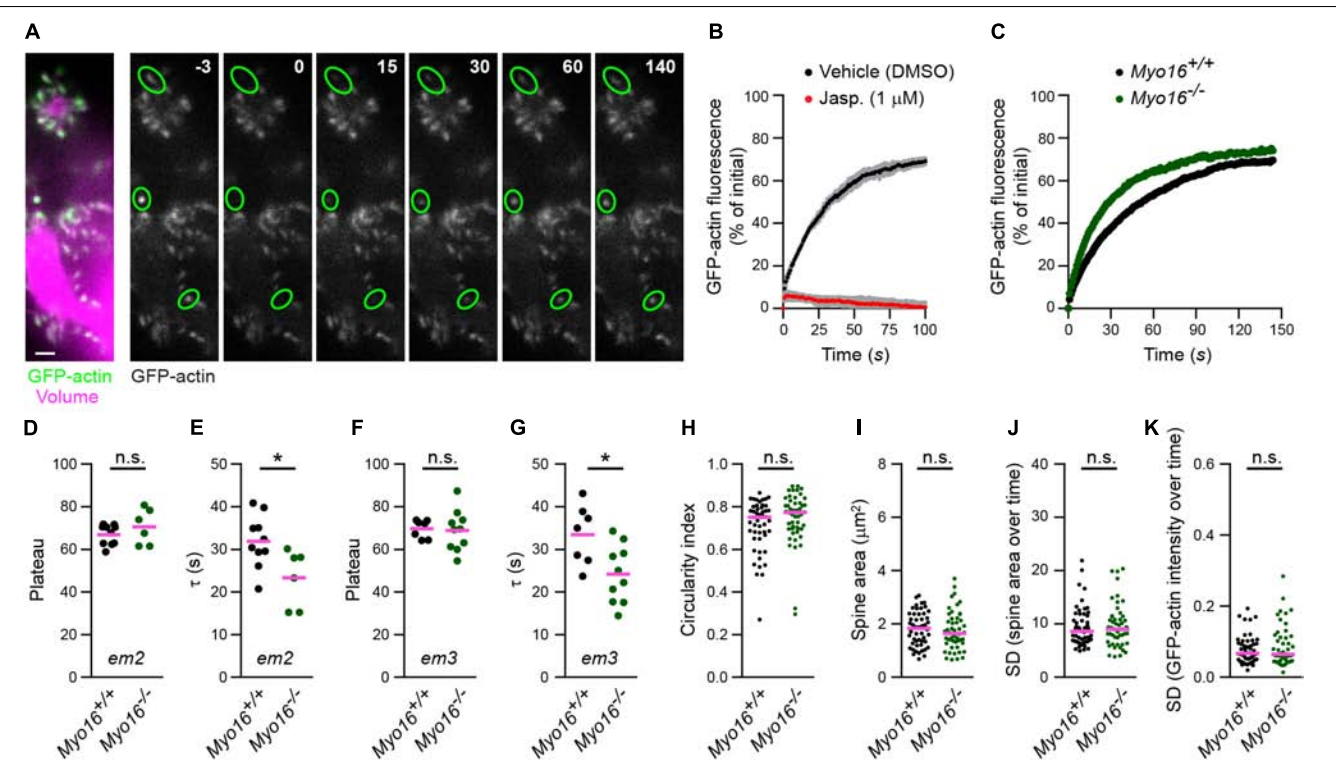 A
-3 0 15 30 60 140
GFP-actin
Volume
GFP-actin
B
Vehicle (DMSO)
Jasp. (1 μM)
GFP-actin fluorescence
(% of initial)
100
80
60
40
20
0
0 25 50 75 100
Time (s)
C
Myo16+/+
Myo16-/-
GFP-actin fluorescence
(% of initial)
100
80
60
40
20
0
0 30 60 90 120 150
Time (s)
D
n.s.
Plateau
100
80
60
40
20
0
em2
Myo16+/+ Myo16-/-
E
*
τ (s)
50
40
30
20
10
0
em2
Myo16+/+ Myo16-/-
F
n.s.
Plateau
100
80
60
40
20
0
em3
Myo16+/+ Myo16-/-
G
*
τ (s)
50
40
30
20
10
0
em3
Myo16+/+ Myo16-/-
H
n.s.
Circularity index
1.0
0.8
0.6
0.4
0.2
0.0
Myo16+/+ Myo16-/-
I
n.s.
Spine area (μm2)
8
6
4
2
0
Myo16+/+ Myo16-/-
J
n.s.
SD (spine area over time)
40
30
20
10
0
Myo16+/+ Myo16-/-
K
n.s.
SD (GFP-actin intensity over time)
0.6
0.4
0.2
0.0
Myo16+/+ Myo16-/-